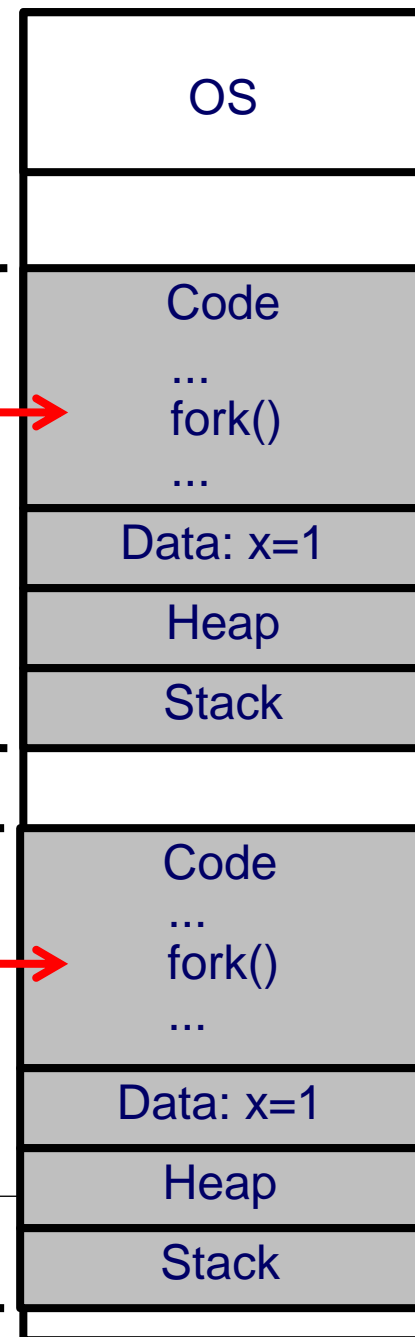 OS
Code
...
fork()
...
Data: x=1
Heap
Stack
Code
...
fork()
...
Data: x=1
Heap
Stack